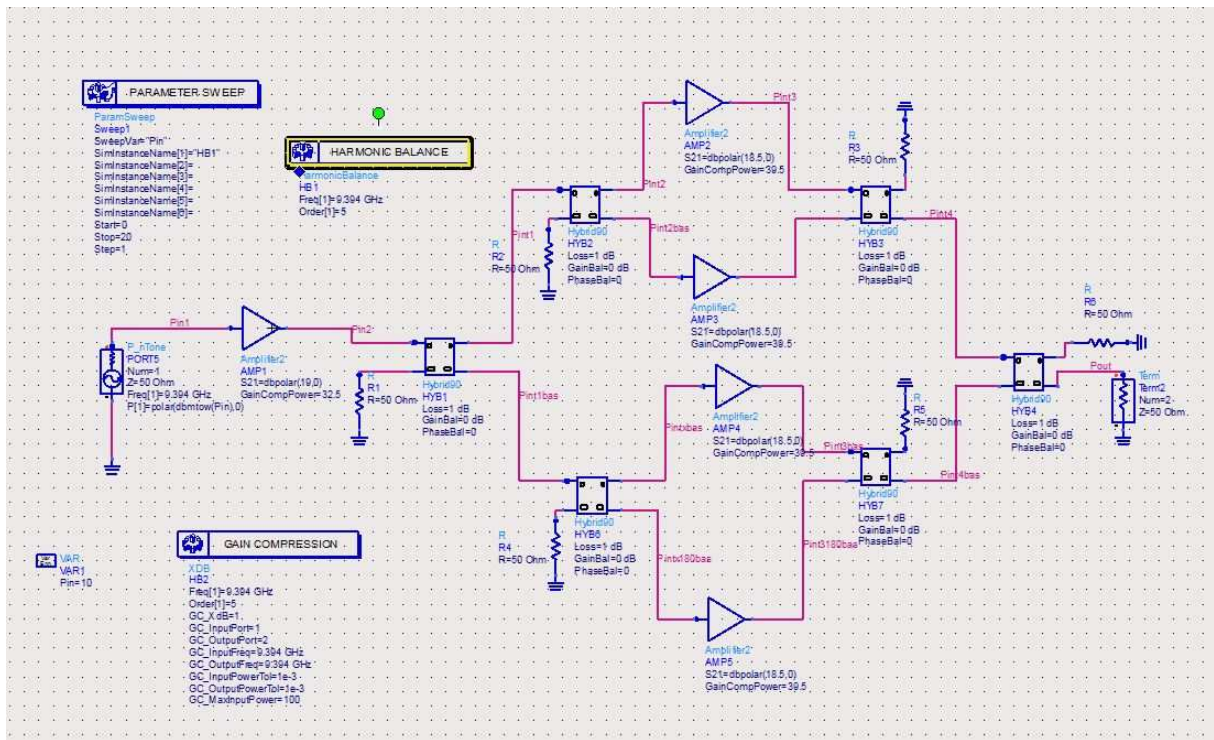 PARAMETER SWEEP
ParamSweep
Sweep1
SweepVar="Pin"
SimInstanceName[1]="HB1"
SimInstanceName[2]=
SimInstanceName[3]=
SimInstanceName[4]=
SimInstanceName[5]=
SimInstanceName[6]=
Start=0
Stop=20
Step=1
HARMONIC BALANCE
HarmonicBalance
HB1
Freq[1]=9.394 GHz
Order[1]=5
Pin1
P_nTone
PORT5
Num=1
Z=50 Ohm
Freq[1]=9.394 GHz
P[1]=polar(dbmtow(Pin),0)
Amplifier2
AMP1
S21=dbpolar(19,0)
GainCompPower=32.5
Pin2
R
R1
R=50 Ohm
Hybrid90
HYB1
Loss=1 dB
GainBal=0 dB
PhaseBal=0
Pint1
Pint1bas
R
R2
R=50 Ohm
Hybrid90
HYB2
Loss=1 dB
GainBal=0 dB
PhaseBal=0
Pint2
Pint2bas
Amplifier2
AMP2
S21=dbpolar(18.5,0)
GainCompPower=39.5
Pint3
Amplifier2
AMP3
S21=dbpolar(18.5,0)
GainCompPower=39.5
R
R3
R=50 Ohm
Hybrid90
HYB3
Loss=1 dB
GainBal=0 dB
PhaseBal=0
Pint4
R
R4
R=50 Ohm
Hybrid90
HYB6
Loss=1 dB
GainBal=0 dB
PhaseBal=0
Pintxbas
Pintx180bas
Amplifier2
AMP4
S21=dbpolar(18.5,0)
GainCompPower=39.5
Pint3bas
Amplifier2
AMP5
S21=dbpolar(18.5,0)
GainCompPower=39.5
Pint3180bas
R
R5
R=50 Ohm
Hybrid90
HYB7
Loss=1 dB
GainBal=0 dB
PhaseBal=0
Pint4bas
R
R6
R=50 Ohm
Hybrid90
HYB4
Loss=1 dB
GainBal=0 dB
PhaseBal=0
Pout
Term
Term2
Num=2
Z=50 Ohm
Var
Eqn
VAR
VAR1
Pin=10
GAIN COMPRESSION
XDB
HB2
Freq[1]=9.394 GHz
Order[1]=5
GC_XdB=1
GC_InputPort=1
GC_OutputPort=2
GC_InputFreq=9.394 GHz
GC_OutputFreq=9.394 GHz
GC_InputPowerTol=1e-3
GC_OutputPowerTol=1e-3
GC_MaxInputPower=100